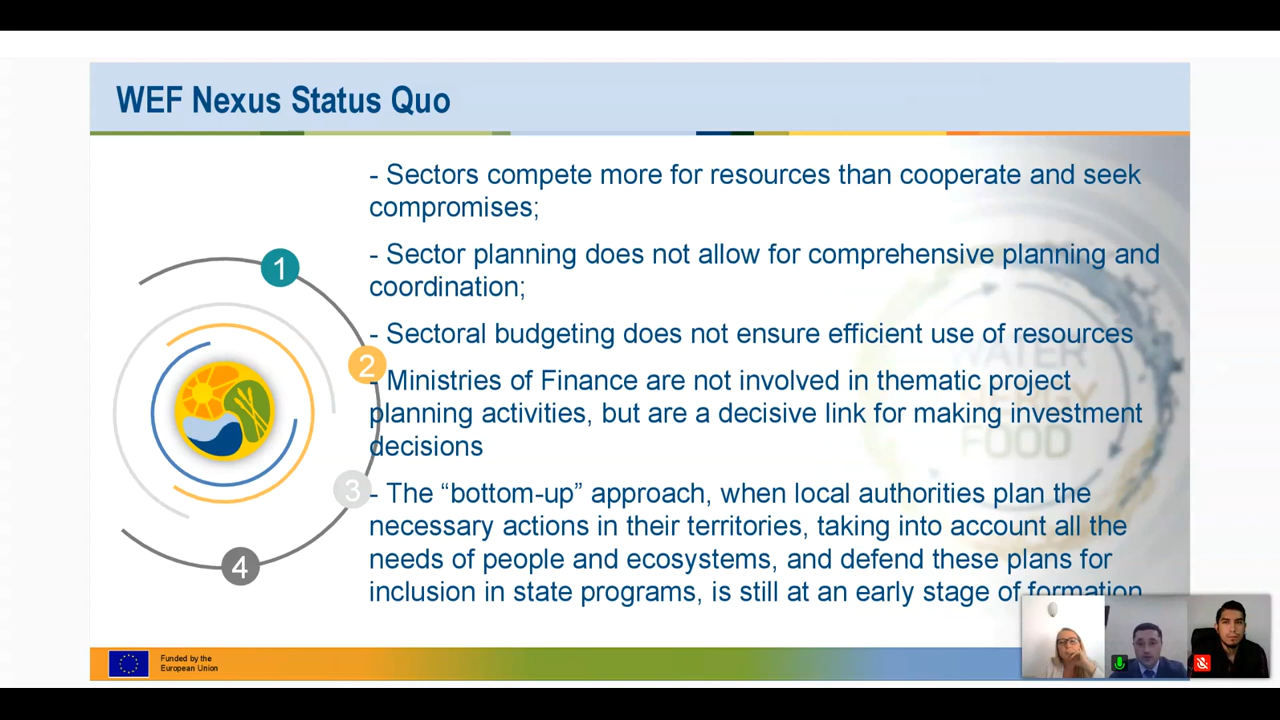 WEF Nexus Status Quo
- Sectors compete more for resources than cooperate and seek
compromises;
- Sector planning does not allow for comprehensive planning and
coordination;
- Sectoral budgeting does not ensure efficient use of resources
- Ministries of Finance are not involved in thematic project
planning activities, but are a decisive link for making investment
decisions
- The “bottom-up” approach, when local authorities plan the
necessary actions in their territories, taking into account all the
needs of people and ecosystems, and defend these plans for
inclusion in state programs, is still at an early stage of formation
1
2
3
4
WATER
ENERGY
FOOD
Funded by the
European Union